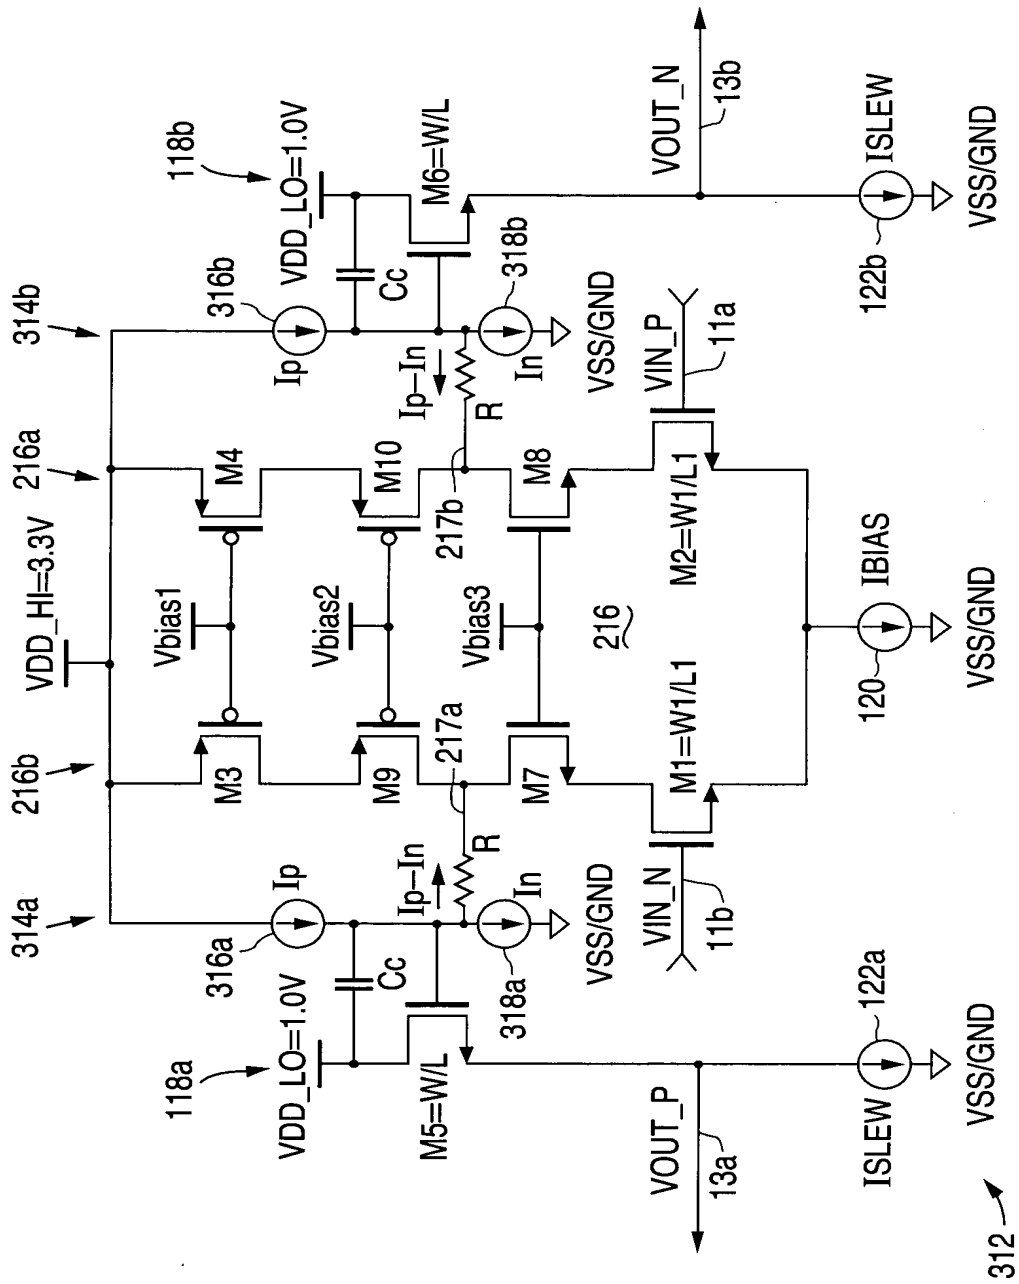 VDD_HI=3.3V
314a
216b
216a
314b
118a
VDD_LO=1.0V
316a
Ip
Cc
M3
Vbias1
M4
Ip
316b
Cc
VDD_LO=1.0V
118b
M5=W/L
318a
Ip–In
In
R
M9
Vbias2
M10
217a
217b
Ip–In
R
In
318b
M6=W/L
VSS/GND
M7
Vbias3
M8
VSS/GND
216
VIN_N
11b
M1=W1/L1
M2=W1/L1
VIN_P
11a
VOUT_P
13a
VOUT_N
13b
ISLEW
122a
120
IBIAS
122b
ISLEW
VSS/GND
VSS/GND
VSS/GND
312